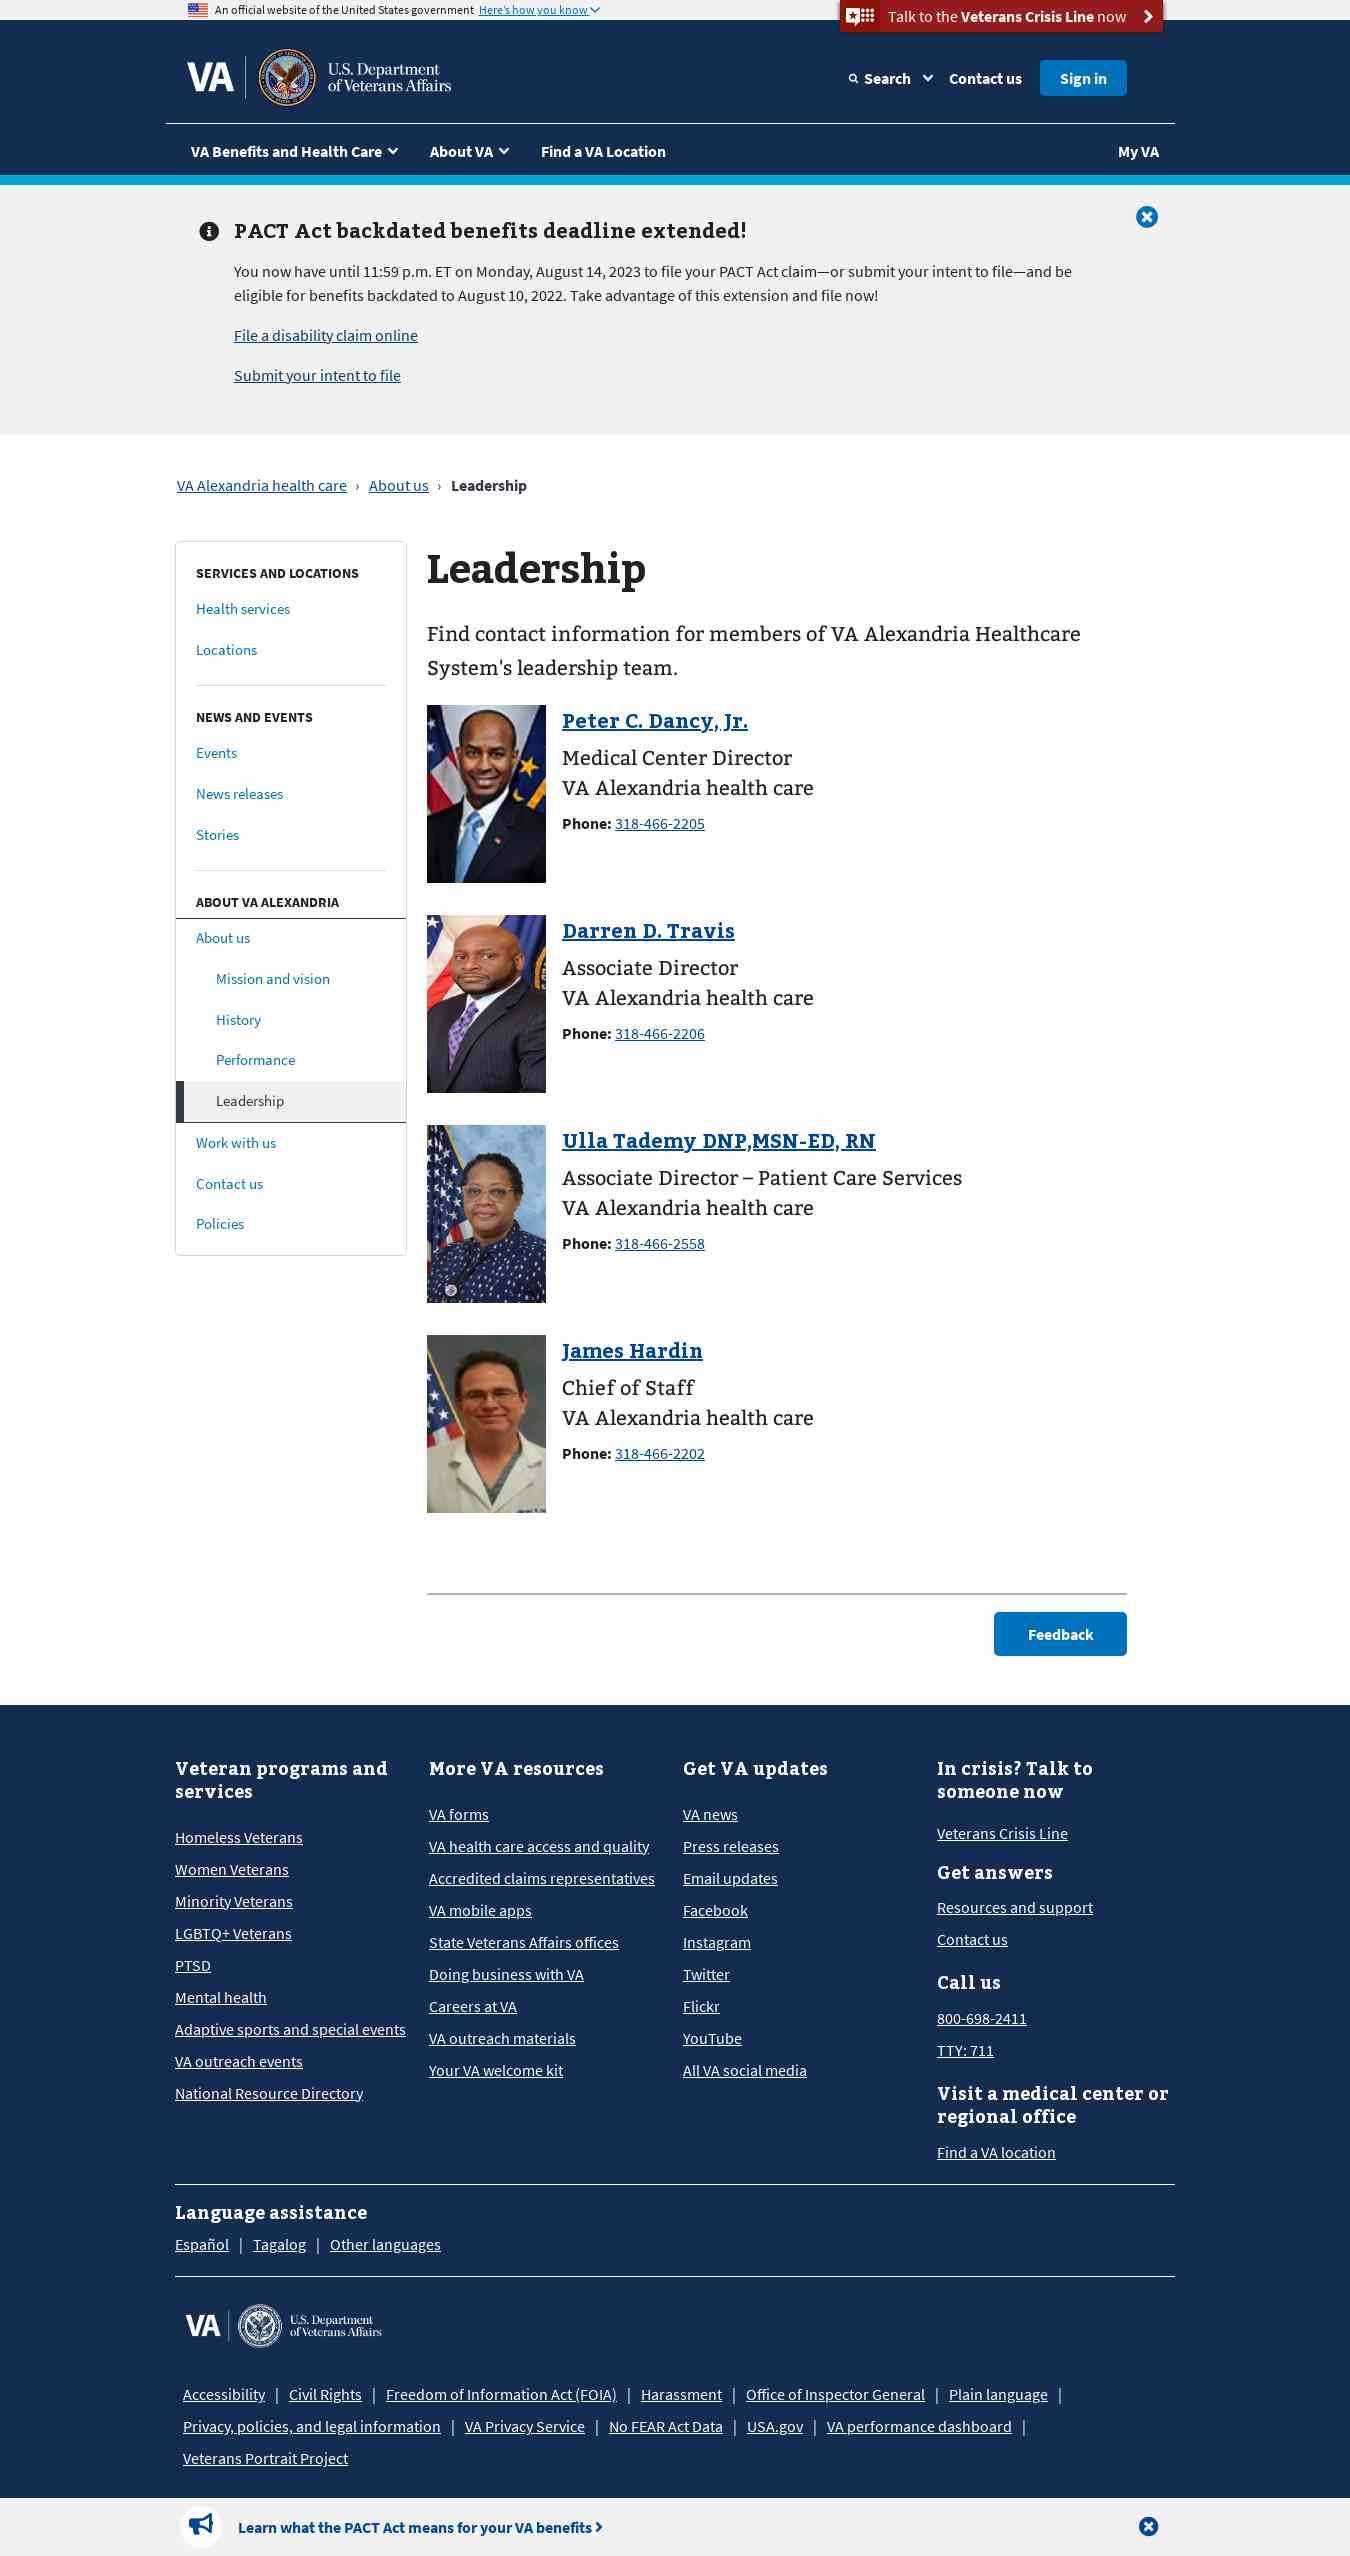 An official website of the United States government Here's how you know
Talk to the Veterans Crisis Line now
VA
U.S. Department
of Veterans Affairs
Search
Contact us
Sign in
VA Benefits and Health Care
About VA
Find a VA Location
My VA
PACT Act backdated benefits deadline extended!
You now have until 11:59 p.m. ET on Monday, August 14, 2023 to file your PACT Act claim—or submit your intent to file—and be
eligible for benefits backdated to August 10, 2022. Take advantage of this extension and file now!
File a disability claim online
Submit your intent to file
VA Alexandria health care › About us › Leadership
SERVICES AND LOCATIONS
Health services
Locations
NEWS AND EVENTS
Events
News releases
Stories
ABOUT VA ALEXANDRIA
About us
Mission and vision
History
Performance
Leadership
Work with us
Contact us
Policies
Leadership
Find contact information for members of VA Alexandria Healthcare
System's leadership team.
Peter C. Dancy, Jr.
Medical Center Director
VA Alexandria health care
Phone: 318-466-2205
Darren D. Travis
Associate Director
VA Alexandria health care
Phone: 318-466-2206
Ulla Tademy DNP,MSN-ED, RN
Associate Director – Patient Care Services
VA Alexandria health care
Phone: 318-466-2558
James Hardin
Chief of Staff
VA Alexandria health care
Phone: 318-466-2202
Feedback
Veteran programs and
services
Homeless Veterans
Women Veterans
Minority Veterans
LGBTQ+ Veterans
PTSD
Mental health
Adaptive sports and special events
VA outreach events
National Resource Directory
More VA resources
VA forms
VA health care access and quality
Accredited claims representatives
VA mobile apps
State Veterans Affairs offices
Doing business with VA
Careers at VA
VA outreach materials
Your VA welcome kit
Get VA updates
VA news
Press releases
Email updates
Facebook
Instagram
Twitter
Flickr
YouTube
All VA social media
In crisis? Talk to
someone now
Veterans Crisis Line
Get answers
Resources and support
Contact us
Call us
800-698-2411
TTY: 711
Visit a medical center or
regional office
Find a VA location
Language assistance
Español | Tagalog | Other languages
VA
U.S. Department
of Veterans Affairs
Accessibility | Civil Rights | Freedom of Information Act (FOIA) | Harassment | Office of Inspector General | Plain language |
Privacy, policies, and legal information | VA Privacy Service | No FEAR Act Data | USA.gov | VA performance dashboard |
Veterans Portrait Project
Learn what the PACT Act means for your VA benefits